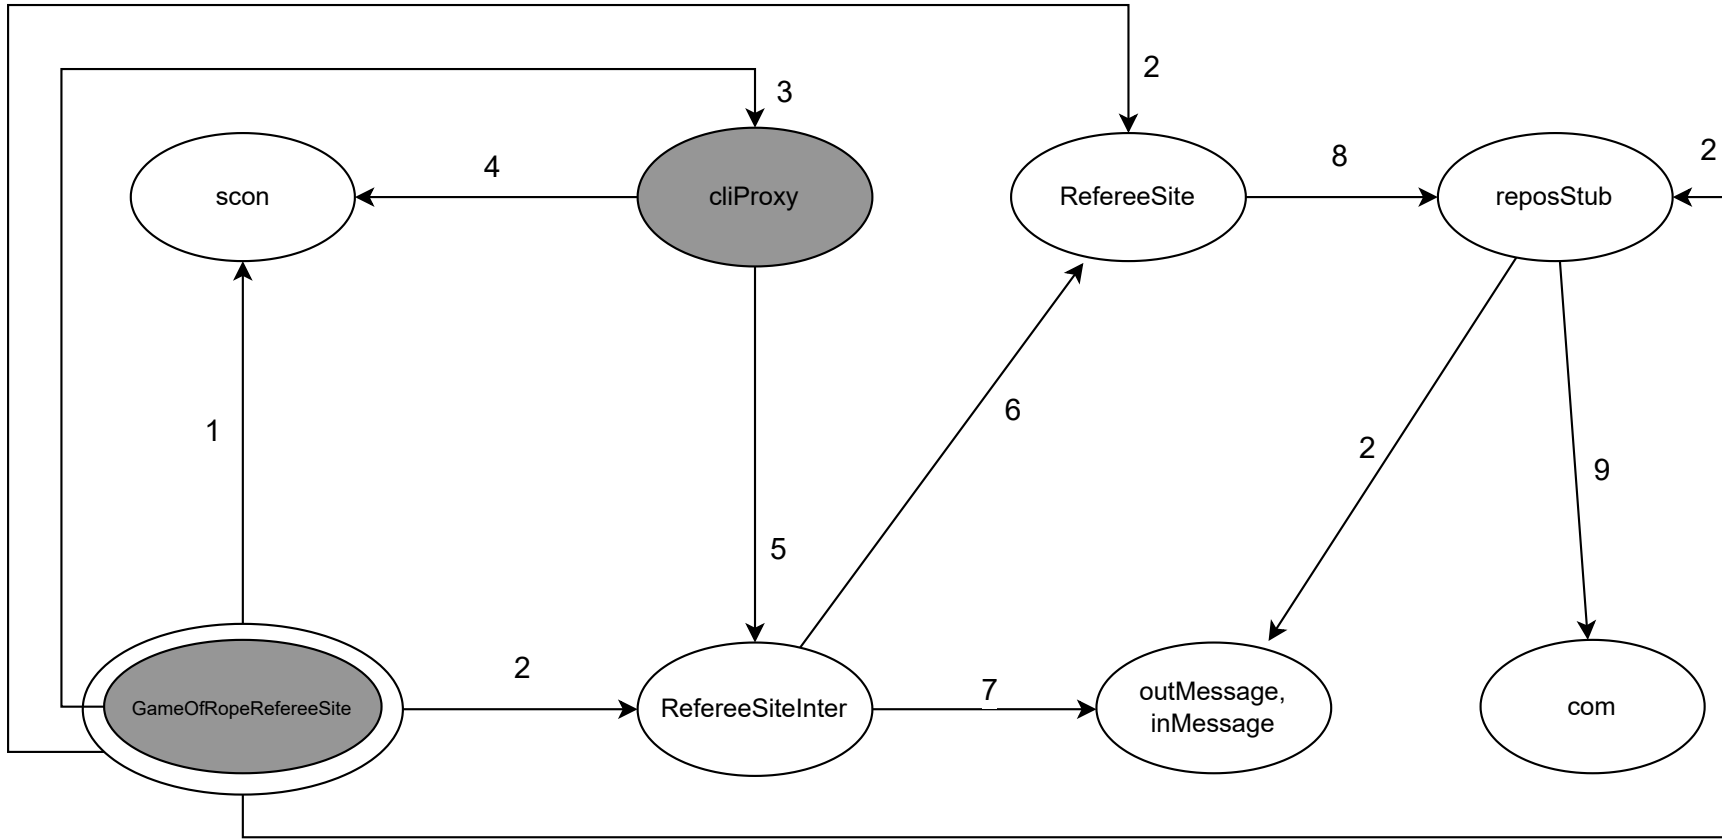 2
3
2
4
8
scon
cliProxy
RefereeSite
reposStub
1
6
2
9
5
2
7
GameOfRopeRefereeSite
RefereeSiteInter
outMessage,
inMessage
com